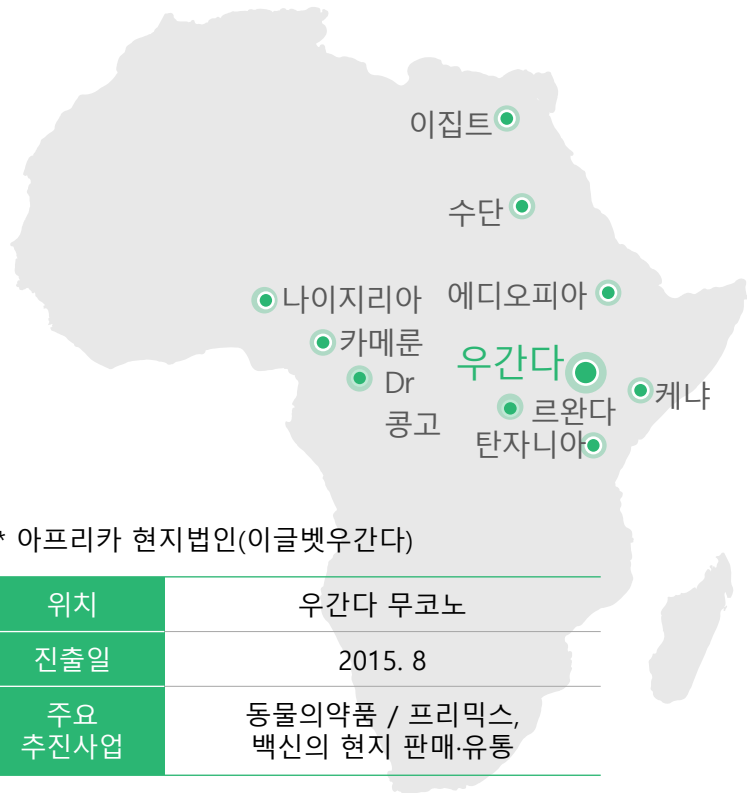 이집트
수단
나이지리아
에디오피아
카메룬
우간다
Dr
콩고
케냐
르완다
탄자니아
* 아프리카 현지법인(이글벳우간다)
위치
우간다 무코노
진출일
2015. 8
주요
추진사업
동물의약품 / 프리믹스,
백신의 현지 판매·유통